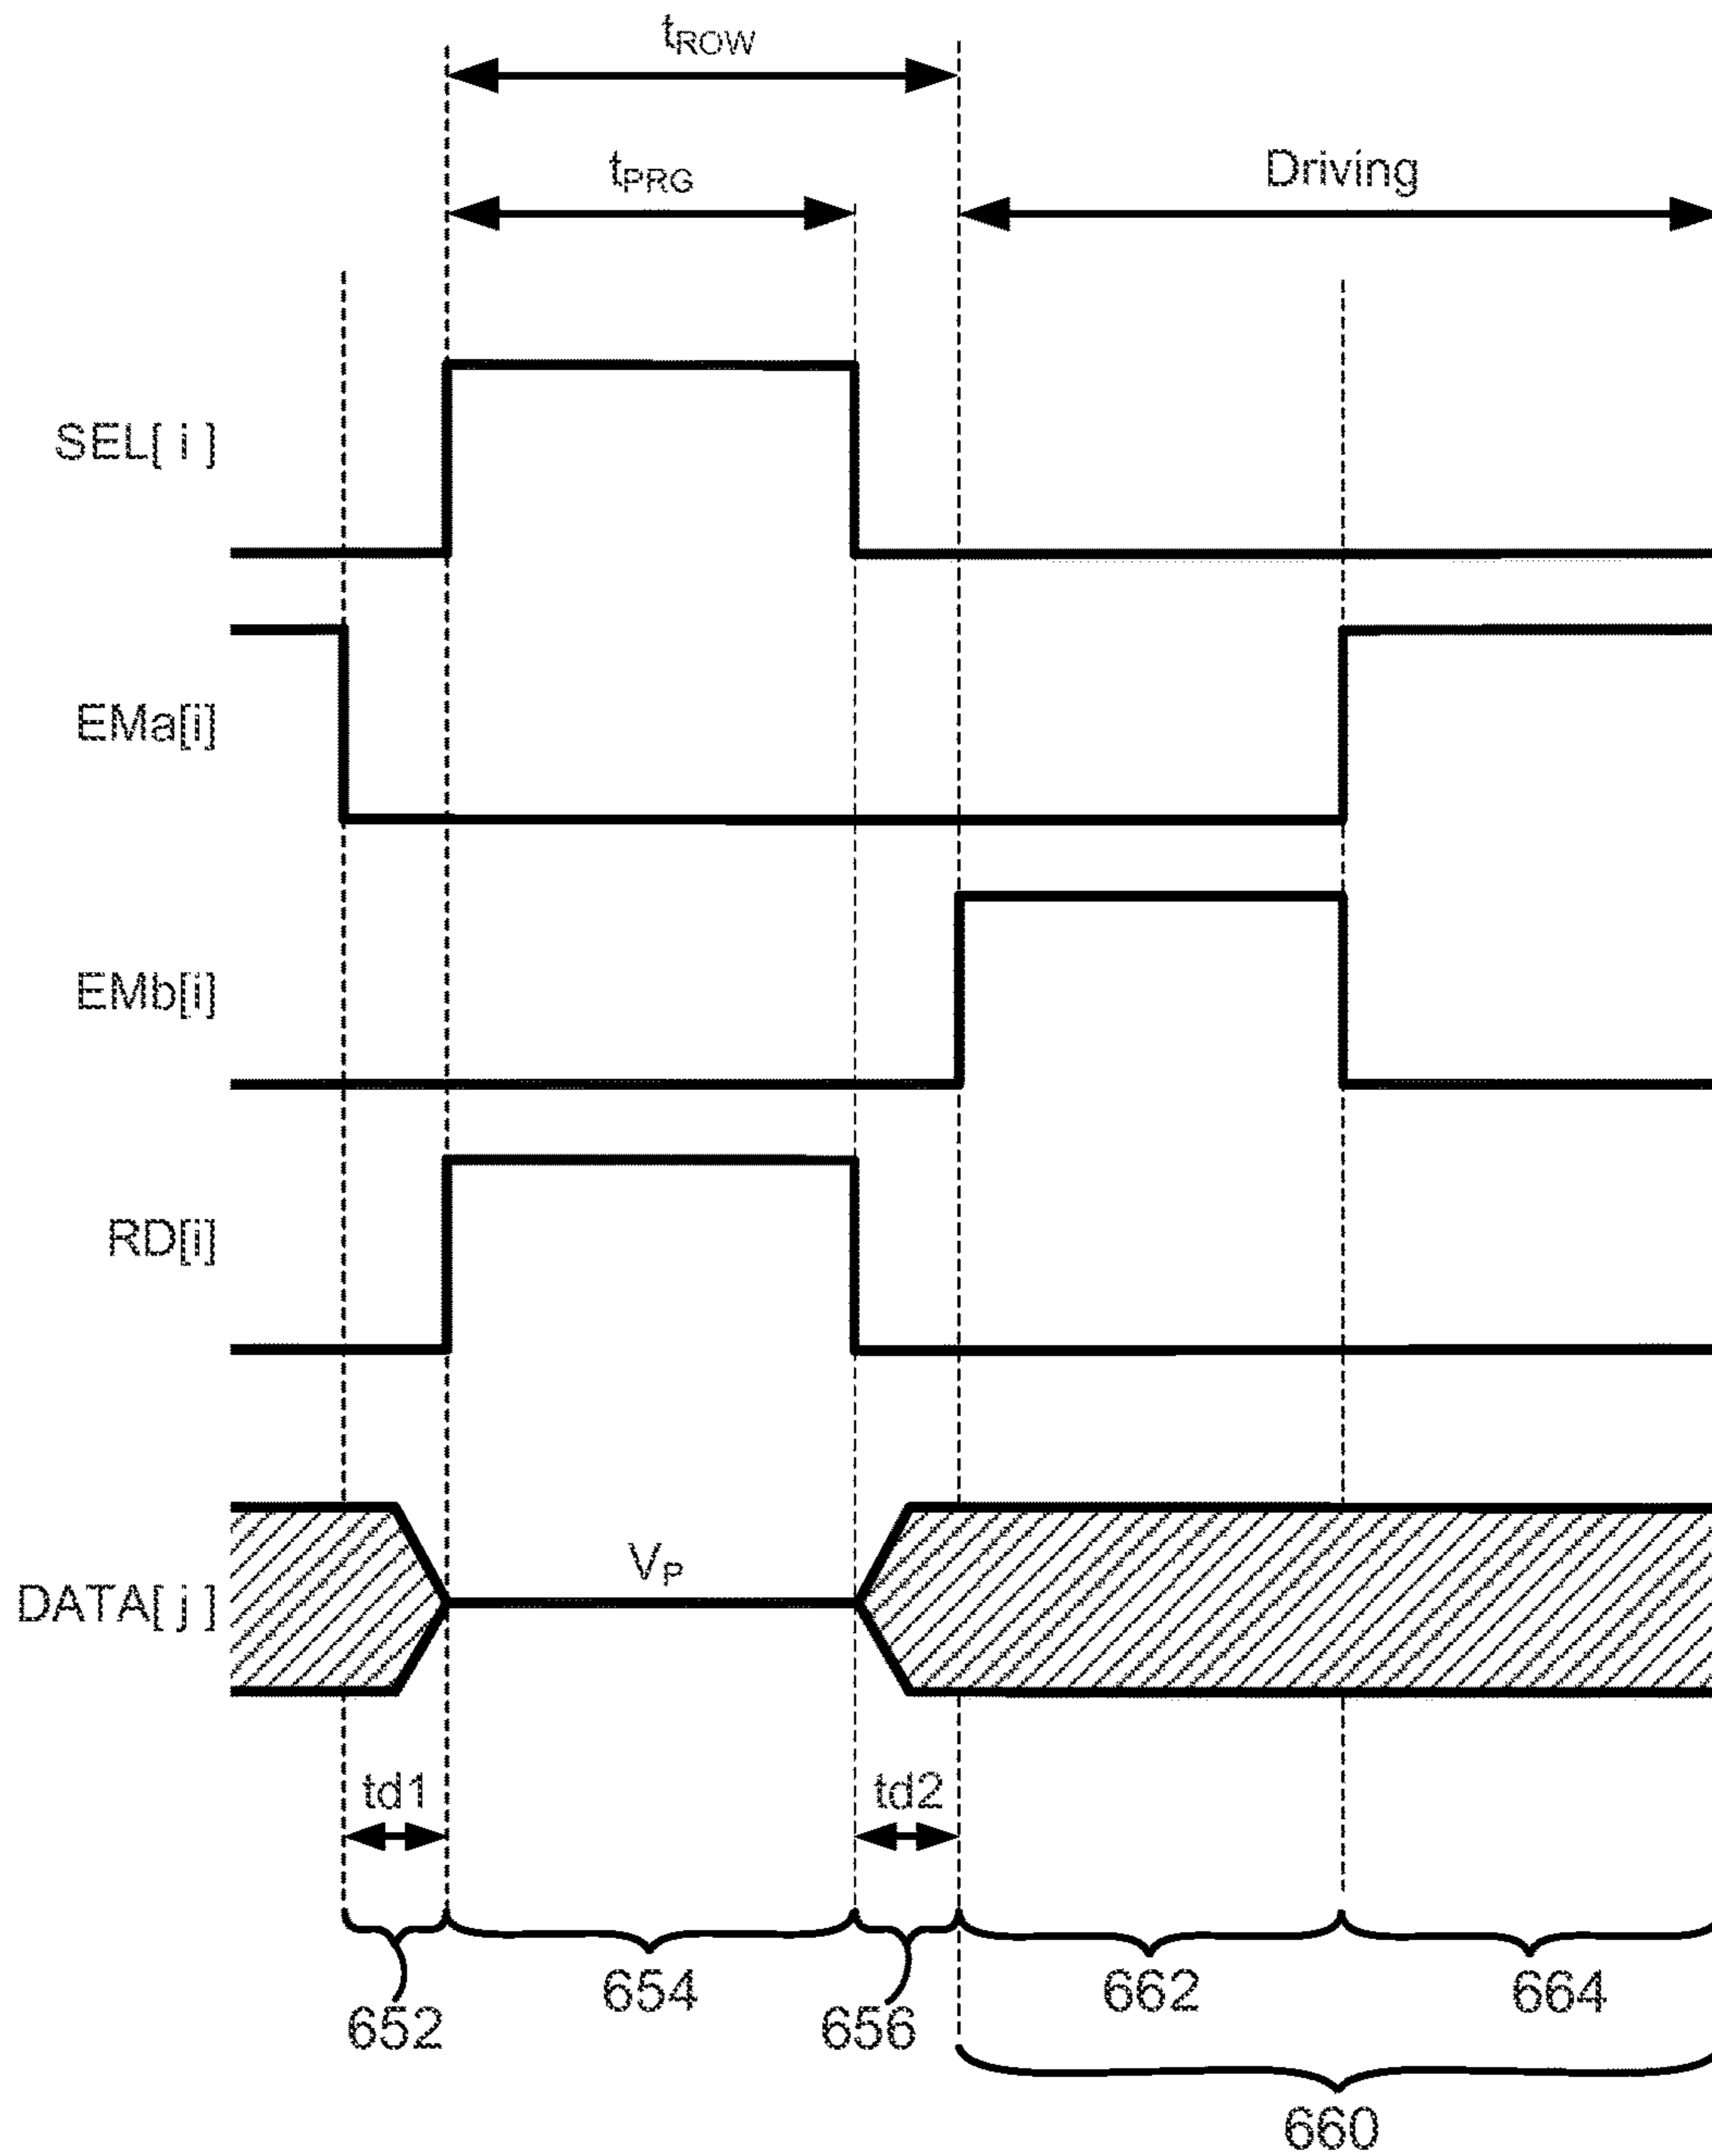 tROW
tPRG
Driving
SEL[ i ]
EMa[i]
EMb[i]
RD[i]
DATA[ j ]
VP
td1
td2
652
654
656
662
664
660